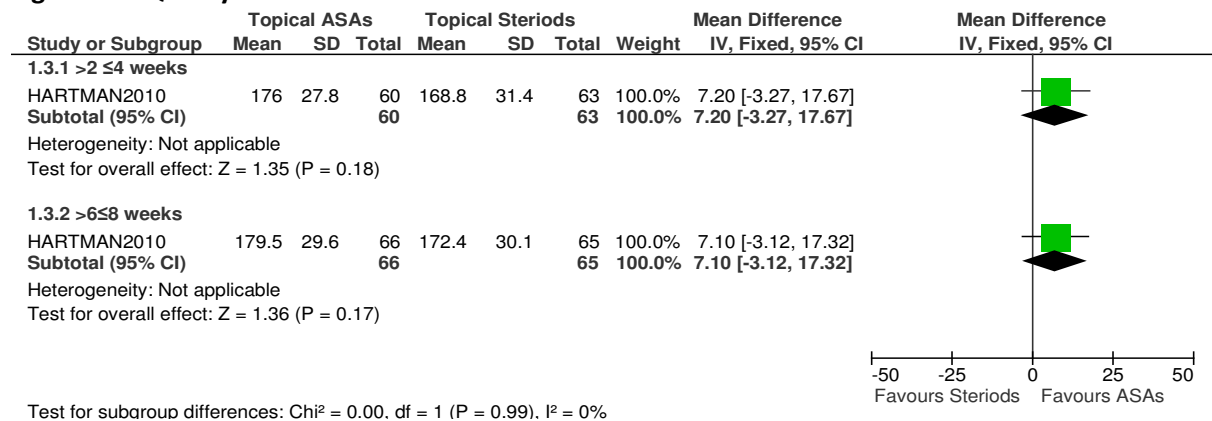 Topical ASAs Topical Steriods Mean Difference Mean Difference
Study or Subgroup Mean SD Total Mean SD Total Weight IV, Fixed, 95% CI IV, Fixed, 95% CI
1.3.1 >2 ≤4 weeks
HARTMAN2010 176 27.8 60 168.8 31.4 63 100.0% 7.20 [-3.27, 17.67]
Subtotal (95% CI) 60 63 100.0% 7.20 [-3.27, 17.67]
Heterogeneity: Not applicable
Test for overall effect: Z = 1.35 (P = 0.18)
1.3.2 >6≤8 weeks
HARTMAN2010 179.5 29.6 66 172.4 30.1 65 100.0% 7.10 [-3.12, 17.32]
Subtotal (95% CI) 66 65 100.0% 7.10 [-3.12, 17.32]
Heterogeneity: Not applicable
Test for overall effect: Z = 1.36 (P = 0.17)
-50 -25 0 25 50
Favours Steriods Favours ASAs
Test for subgroup differences: Chi² = 0.00, df = 1 (P = 0.99), I² = 0%